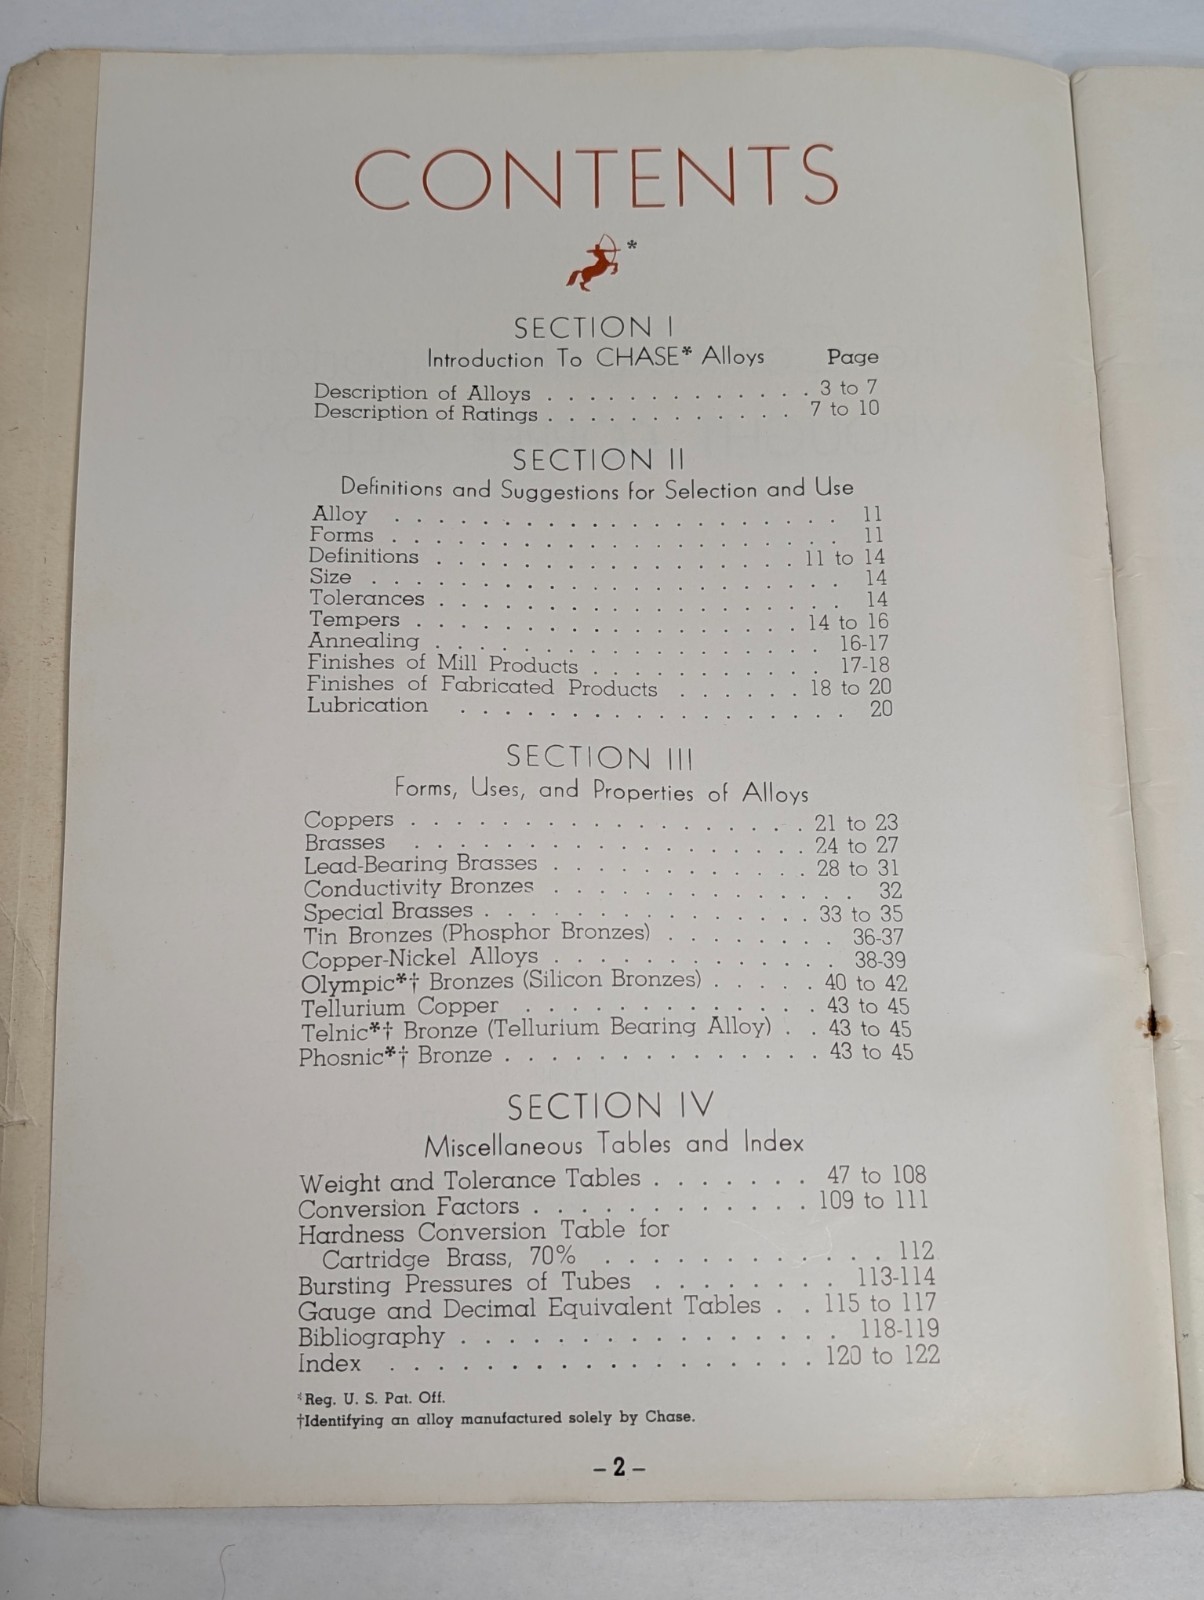 CONTENTS
*
SECTION I
Introduction To CHASE* Alloys Page
Description of Alloys . . . . . . . . . . . . . 3 to 7
Description of Ratings . . . . . . . . . . . . 7 to 10
SECTION II
Definitions and Suggestions for Selection and Use
Alloy . . . . . . . . . . . . . . . . 11
Forms . . . . . . . . . . . . . . . . 11
Definitions . . . . . . . . . . . . . 11 to 14
Size . . . . . . . . . . . . . . . . . 14
Tolerances . . . . . . . . . . . . . . 14
Tempers . . . . . . . . . . . . . . 14 to 16
Annealing . . . . . . . . . . . . . . 16-17
Finishes of Mill Products . . . . . . . . . 17-18
Finishes of Fabricated Products . . . . . . 18 to 20
Lubrication . . . . . . . . . . . . . . 20
SECTION III
Forms, Uses, and Properties of Alloys
Coppers . . . . . . . . . . . . . . 21 to 23
Brasses . . . . . . . . . . . . . . 24 to 27
Lead-Bearing Brasses . . . . . . . . . 28 to 31
Conductivity Bronzes . . . . . . . . . . . 32
Special Brasses . . . . . . . . . . . . 33 to 35
Tin Bronzes (Phosphor Bronzes) . . . . . . . 36-37
Copper-Nickel Alloys . . . . . . . . . . . 38-39
Olympic*† Bronzes (Silicon Bronzes) . . . . . 40 to 42
Tellurium Copper . . . . . . . . . . . 43 to 45
Telnic*† Bronze (Tellurium Bearing Alloy) . . 43 to 45
Phosnic*† Bronze . . . . . . . . . . . . 43 to 45
SECTION IV
Miscellaneous Tables and Index
Weight and Tolerance Tables . . . . . . . 47 to 108
Conversion Factors . . . . . . . . . . . . 109 to 111
Hardness Conversion Table for
Cartridge Brass, 70% . . . . . . . . . . . 112
Bursting Pressures of Tubes . . . . . . . . 113-114
Gauge and Decimal Equivalent Tables . . 115 to 117
Bibliography . . . . . . . . . . . . . . 118-119
Index . . . . . . . . . . . . . . . 120 to 122
*Reg. U. S. Pat. Off.
†Identifying an alloy manufactured solely by Chase.
– 2 –